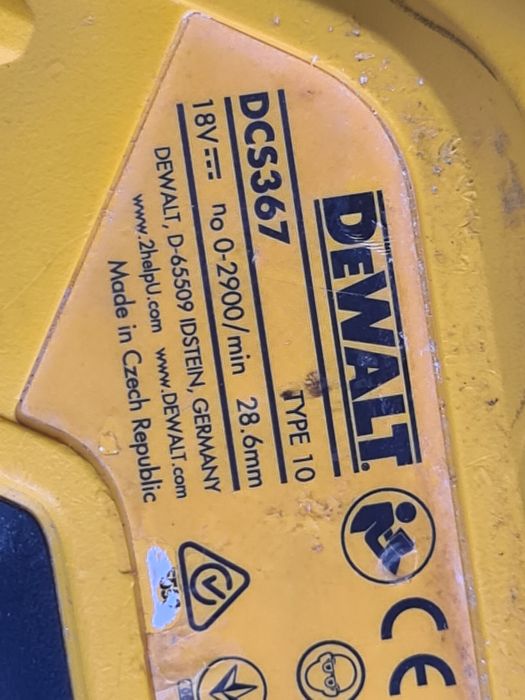 DEWALT
DCS367 TYPE 10
18V no 0-2900/min 28.6mm
DEWALT, D-65509 IDSTEIN, GERMANY
www.2helpU.com www.DEWALT.com
Made in Czech Republic
CE